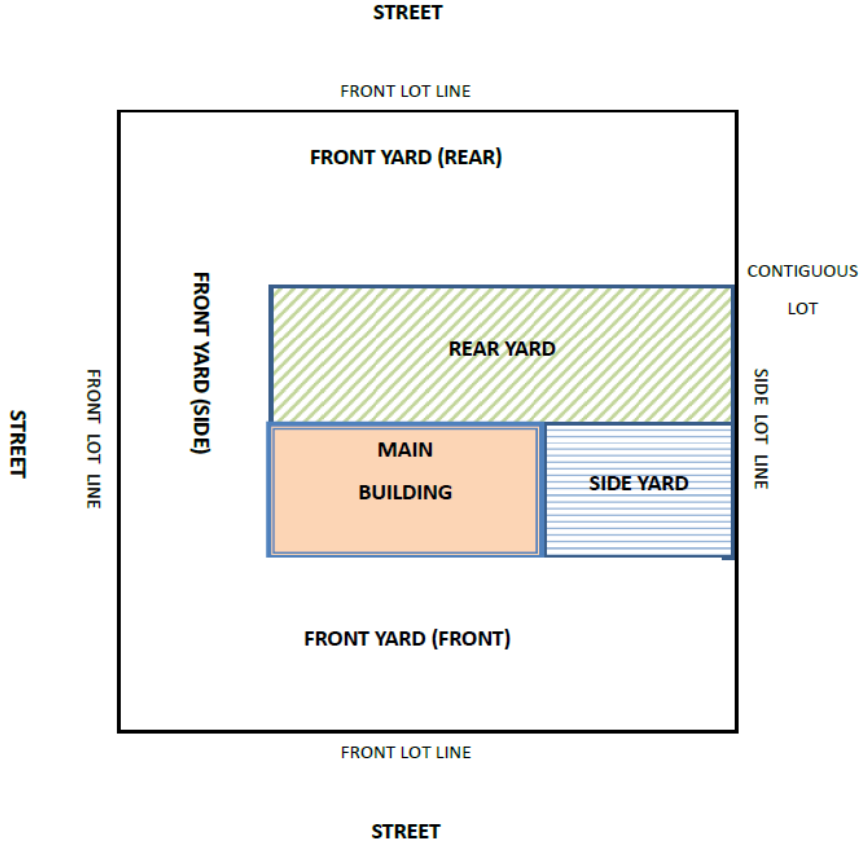 STREET
FRONT LOT LINE
FRONT YARD (REAR)
CONTIGUOUS
LOT
FRONT YARD (SIDE)
REAR YARD
STREET
FRONT LOT LINE
SIDE LOT LINE
MAIN
BUILDING
SIDE YARD
FRONT YARD (FRONT)
FRONT LOT LINE
STREET